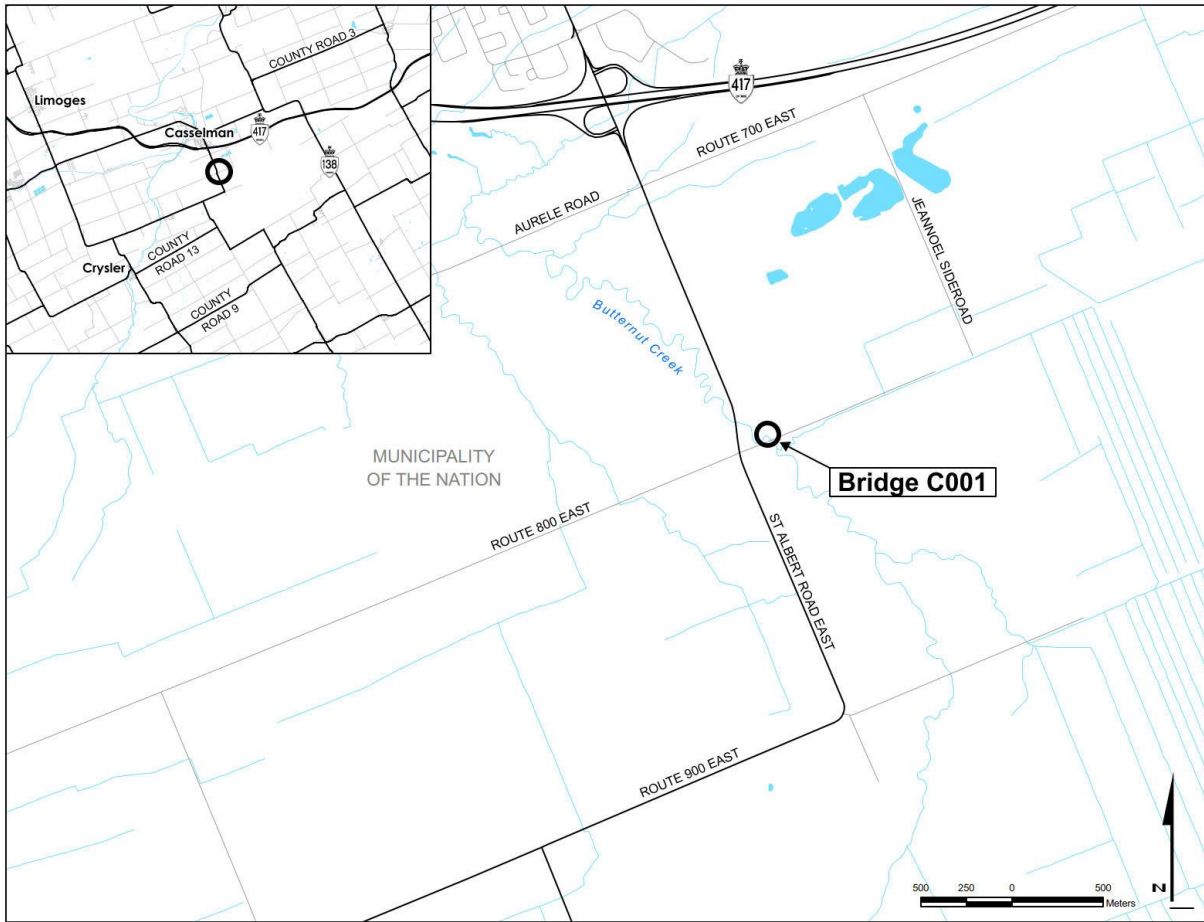 COUNTY ROAD 3
Limoges
Casselman
417
138
Crysler
COUNTY
ROAD 13
COUNTY
ROAD 9
417
ROUTE 700 EAST
AURELE ROAD
JEANNOEL SIDEROAD
Butternut Creek
MUNICIPALITY
OF THE NATION
Bridge C001
ROUTE 800 EAST
ST ALBERT ROAD EAST
ROUTE 900 EAST
500 250 0 500
Meters
N